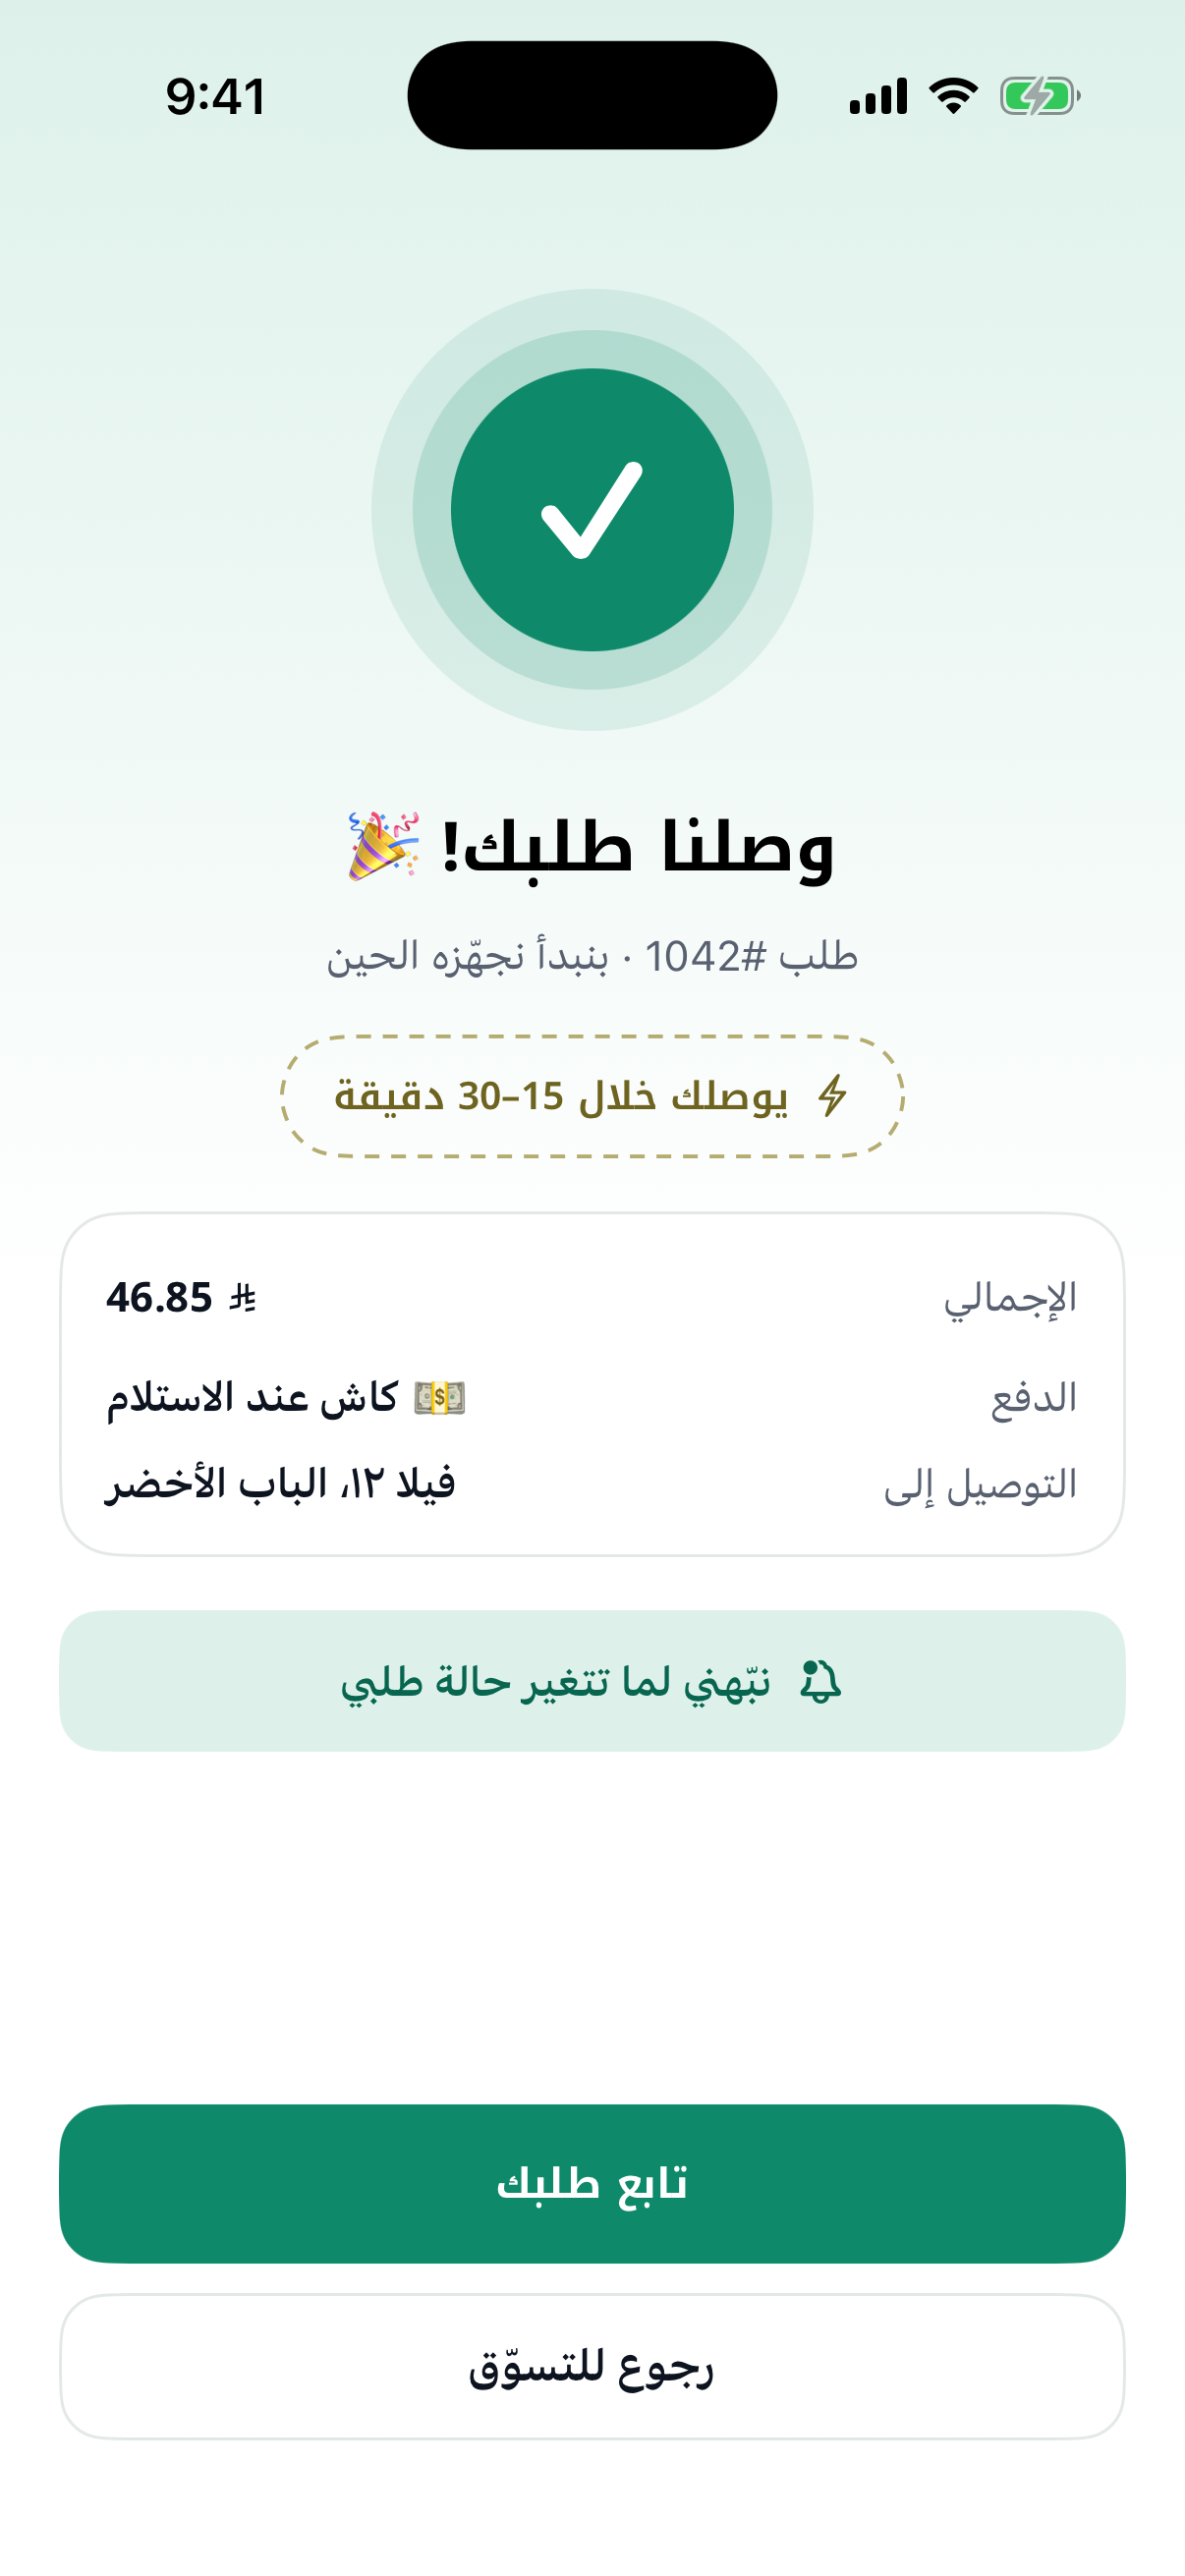 9:41
وصلنا طلبك! 🎉
طلب #1042 · بنبدأ نجهّزه الحين
يوصلك خلال 15–30 دقيقة
الإجمالي
⃁ 46.85
الدفع
💵 كاش عند الاستلام
التوصيل إلى
فيلا ١٢، الباب الأخضر
نبّهني لما تتغير حالة طلبي
تابع طلبك
رجوع للتسوّق